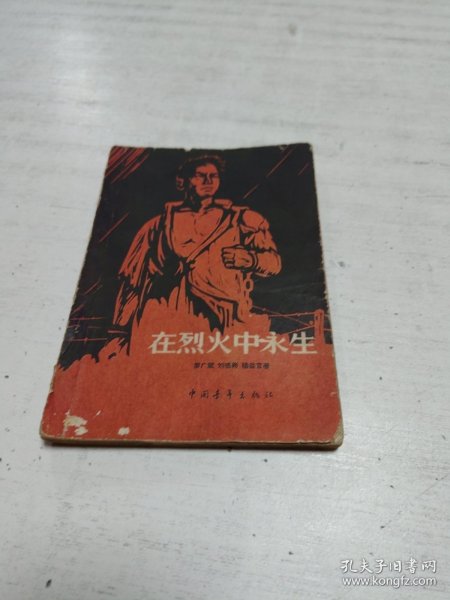 在烈火中永生
罗广斌 刘德彬 杨益言著
中国青年出版社
孔夫子旧书网
www.kongfz.com